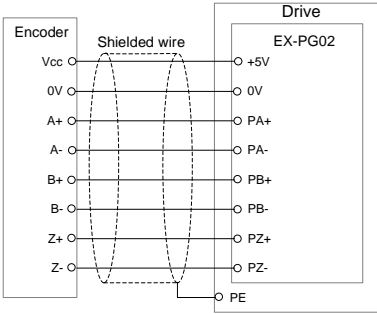 Drive
Encoder
EX-PG02
Shielded wire
Vcc
+5V
0V
0V
A+
PA+
A-
PA-
B+
PB+
B-
PB-
Z+
PZ+
Z-
PZ-
PE